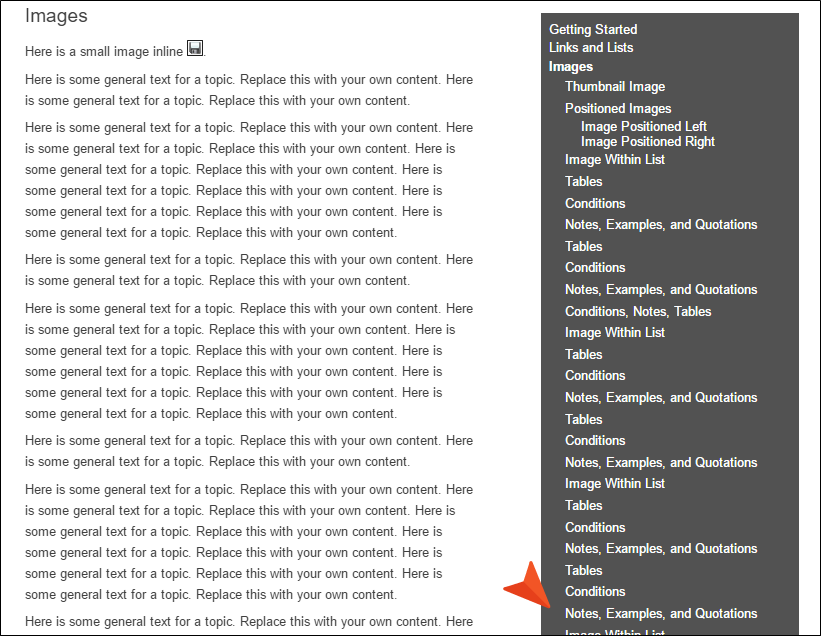 Images
Here is a small image inline .
Here is some general text for a topic. Replace this with your own content. Here
is some general text for a topic. Replace this with your own content.
Here is some general text for a topic. Replace this with your own content. Here
is some general text for a topic. Replace this with your own content. Here is
some general text for a topic. Replace this with your own content. Here is
some general text for a topic. Replace this with your own content. Here is
some general text for a topic. Replace this with your own content. Here is
some general text for a topic. Replace this with your own content.
Here is some general text for a topic. Replace this with your own content. Here
is some general text for a topic. Replace this with your own content.
Here is some general text for a topic. Replace this with your own content. Here
is some general text for a topic. Replace this with your own content. Here is
some general text for a topic. Replace this with your own content. Here is
some general text for a topic. Replace this with your own content. Here is
some general text for a topic. Replace this with your own content. Here is
some general text for a topic. Replace this with your own content.
Here is some general text for a topic. Replace this with your own content. Here
is some general text for a topic. Replace this with your own content.
Here is some general text for a topic. Replace this with your own content. Here
is some general text for a topic. Replace this with your own content. Here is
some general text for a topic. Replace this with your own content. Here is
some general text for a topic. Replace this with your own content. Here is
some general text for a topic. Replace this with your own content. Here is
some general text for a topic. Replace this with your own content.
Here is some general text for a topic. Replace this with your own content. Here
Getting Started
Links and Lists
Images
Thumbnail Image
Positioned Images
Image Positioned Left
Image Positioned Right
Image Within List
Tables
Conditions
Notes, Examples, and Quotations
Tables
Conditions
Notes, Examples, and Quotations
Conditions, Notes, Tables
Image Within List
Tables
Conditions
Notes, Examples, and Quotations
Tables
Conditions
Notes, Examples, and Quotations
Image Within List
Tables
Conditions
Notes, Examples, and Quotations
Tables
Conditions
Notes, Examples, and Quotations
Image Within List